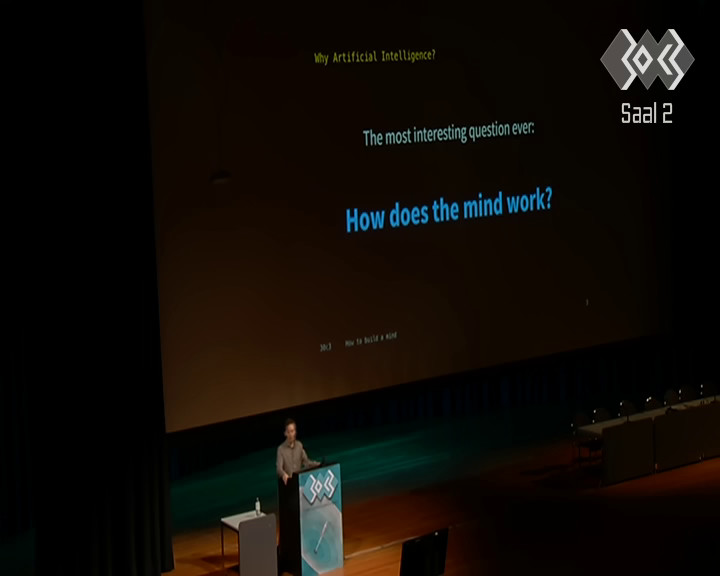 Why Artificial Intelligence?
The most interesting question ever:
How does the mind work?
30c3 How to build a mind
30C3
Saal 2